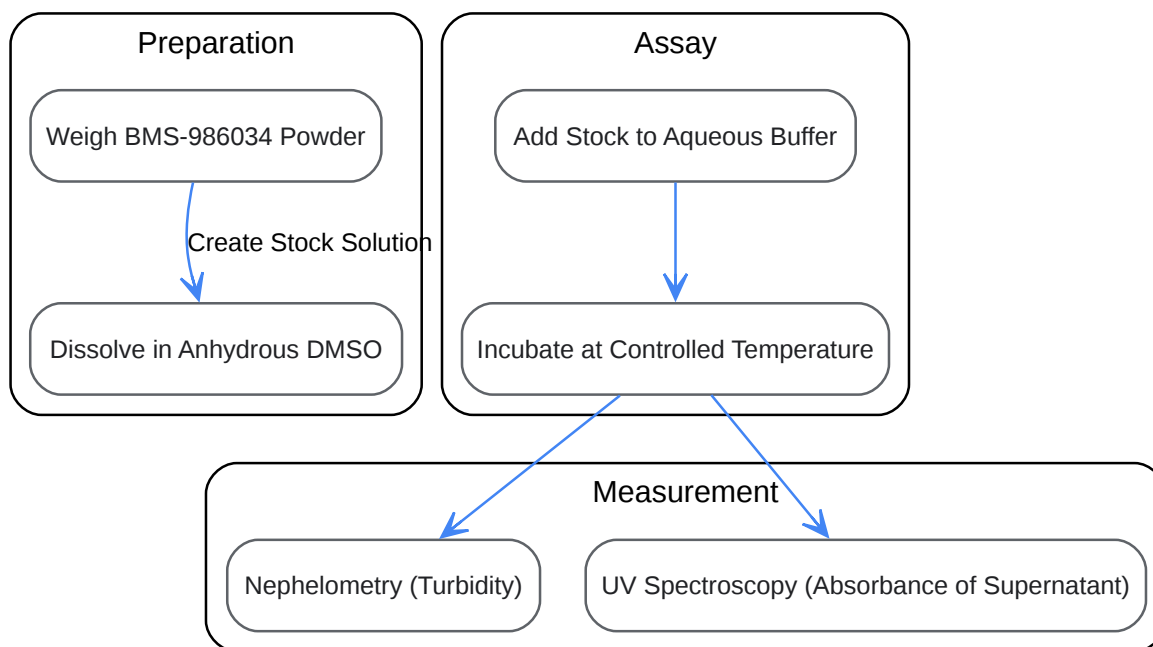 Preparation
Weigh BMS-986034 Powder
Create Stock Solution
Dissolve in Anhydrous DMSO
Assay
Add Stock to Aqueous Buffer
Incubate at Controlled Temperature
Measurement
Nephelometry (Turbidity)
UV Spectroscopy (Absorbance of Supernatant)